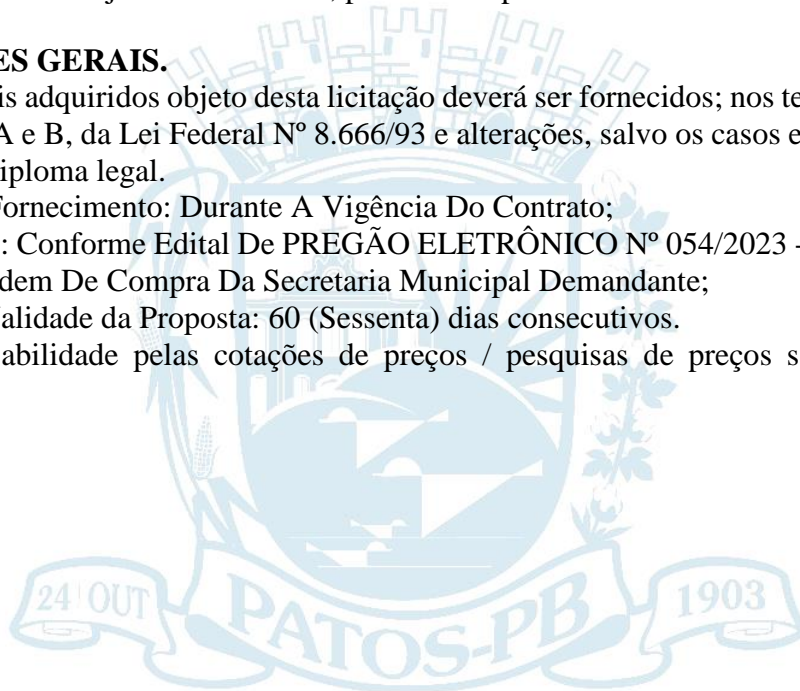 ES GERAIS.
is adquiridos objeto desta licitação deverá ser fornecidos; nos te
A e B, da Lei Federal Nº 8.666/93 e alterações, salvo os casos e
iploma legal.
Fornecimento: Durante A Vigência Do Contrato;
: Conforme Edital De PREGÃO ELETRÔNICO Nº 054/2023 -
dem De Compra Da Secretaria Municipal Demandante;
alidade da Proposta: 60 (Sessenta) dias consecutivos.
abilidade pelas cotações de preços / pesquisas de preços s
24 OUT PATOS-PB 1903